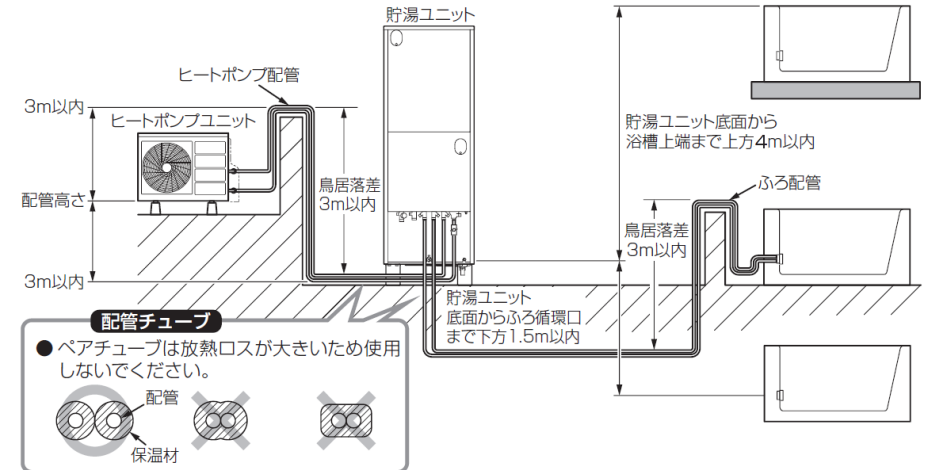 貯湯ユニット
ヒートポンプ配管
3m以内
ヒートポンプユニット
貯湯ユニット底面から
浴槽上端まで上方4m以内
鳥居落差
3m以内
配管高さ
ふろ配管
鳥居落差
3m以内
3m以内
貯湯ユニット
底面からふろ循環口
まで下方1.5m以内
配管チューブ
● ペアチューブは放熱ロスが大きいため使用
しないでください。
配管
保温材